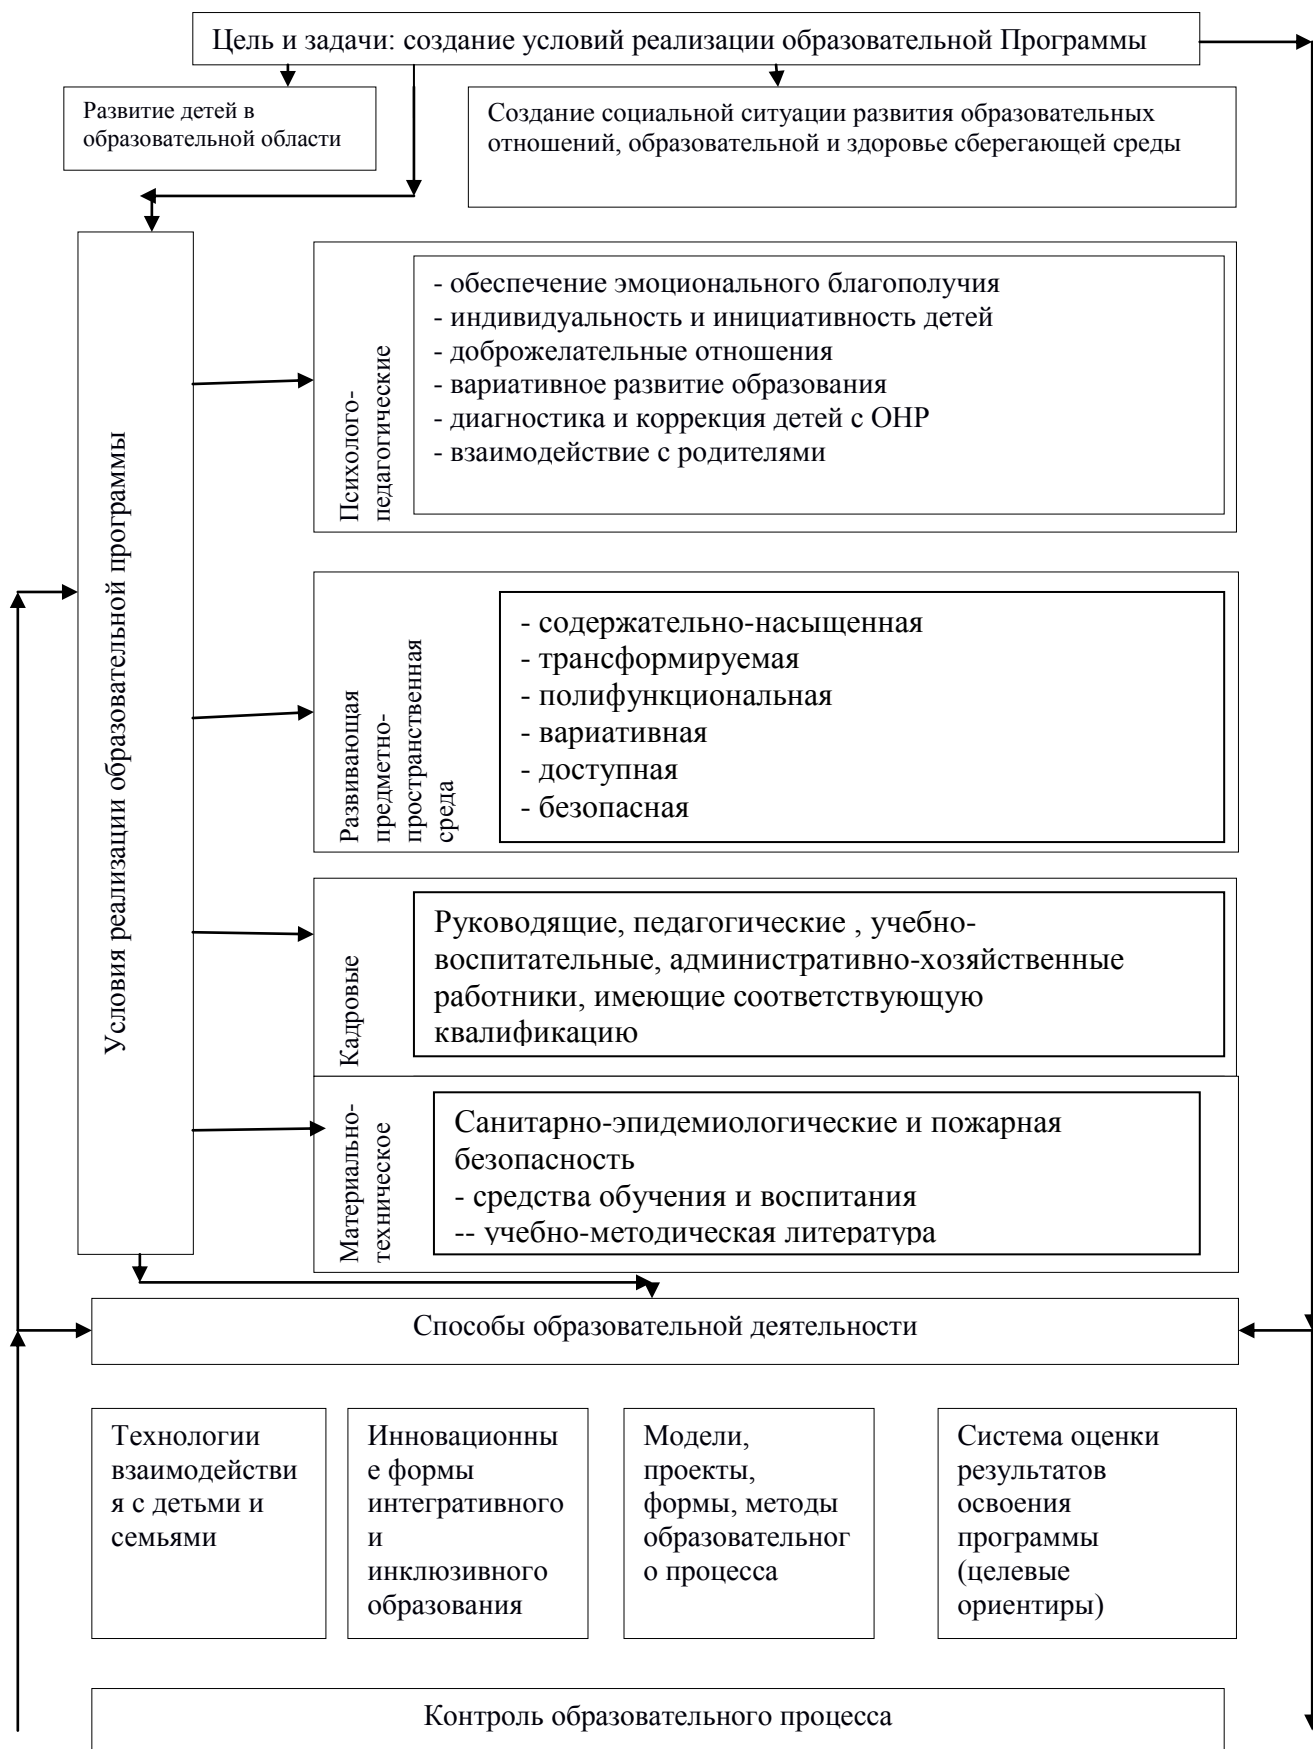 Цель и задачи: создание условий реализации образовательной Программы
Развитие детей в
образовательной области
Создание социальной ситуации развития образовательных
отношений, образовательной и здоровье сберегающей среды
Условия реализации образовательной программы
Психолого-
педагогические
- обеспечение эмоционального благополучия
- индивидуальность и инициативность детей
- доброжелательные отношения
- вариативное развитие образования
- диагностика и коррекция детей с ОНР
- взаимодействие с родителями
Развивающая
предметно-
пространственная
среда
- содержательно-насыщенная
- трансформируемая
- полифункциональная
- вариативная
- доступная
- безопасная
Кадровые
Руководящие, педагогические , учебно-
воспитательные, административно-хозяйственные
работники, имеющие соответствующую
квалификацию
Материально-
техническое
Санитарно-эпидемиологические и пожарная
безопасность
- средства обучения и воспитания
-- учебно-методическая литература
Способы образовательной деятельности
Технологии
взаимодействи
я с детьми и
семьями
Инновационны
е формы
интегративного
и
инклюзивного
образования
Модели,
проекты,
формы, методы
образовательног
о процесса
Система оценки
результатов
освоения
программы
(целевые
ориентиры)
Контроль образовательного процесса